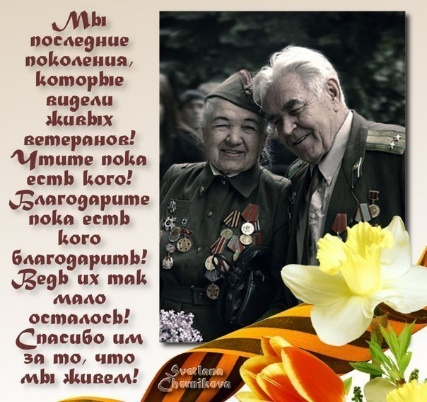 Мы
последние
поколения,
которые
видели
живых
ветеранов!
Чтите пока
есть кого!
Благодарите
пока есть
кого
благодарить!
Ведь их так
мало
осталось!
Спасибо им
за то, что
мы живем!
Svetlana
Chernikova